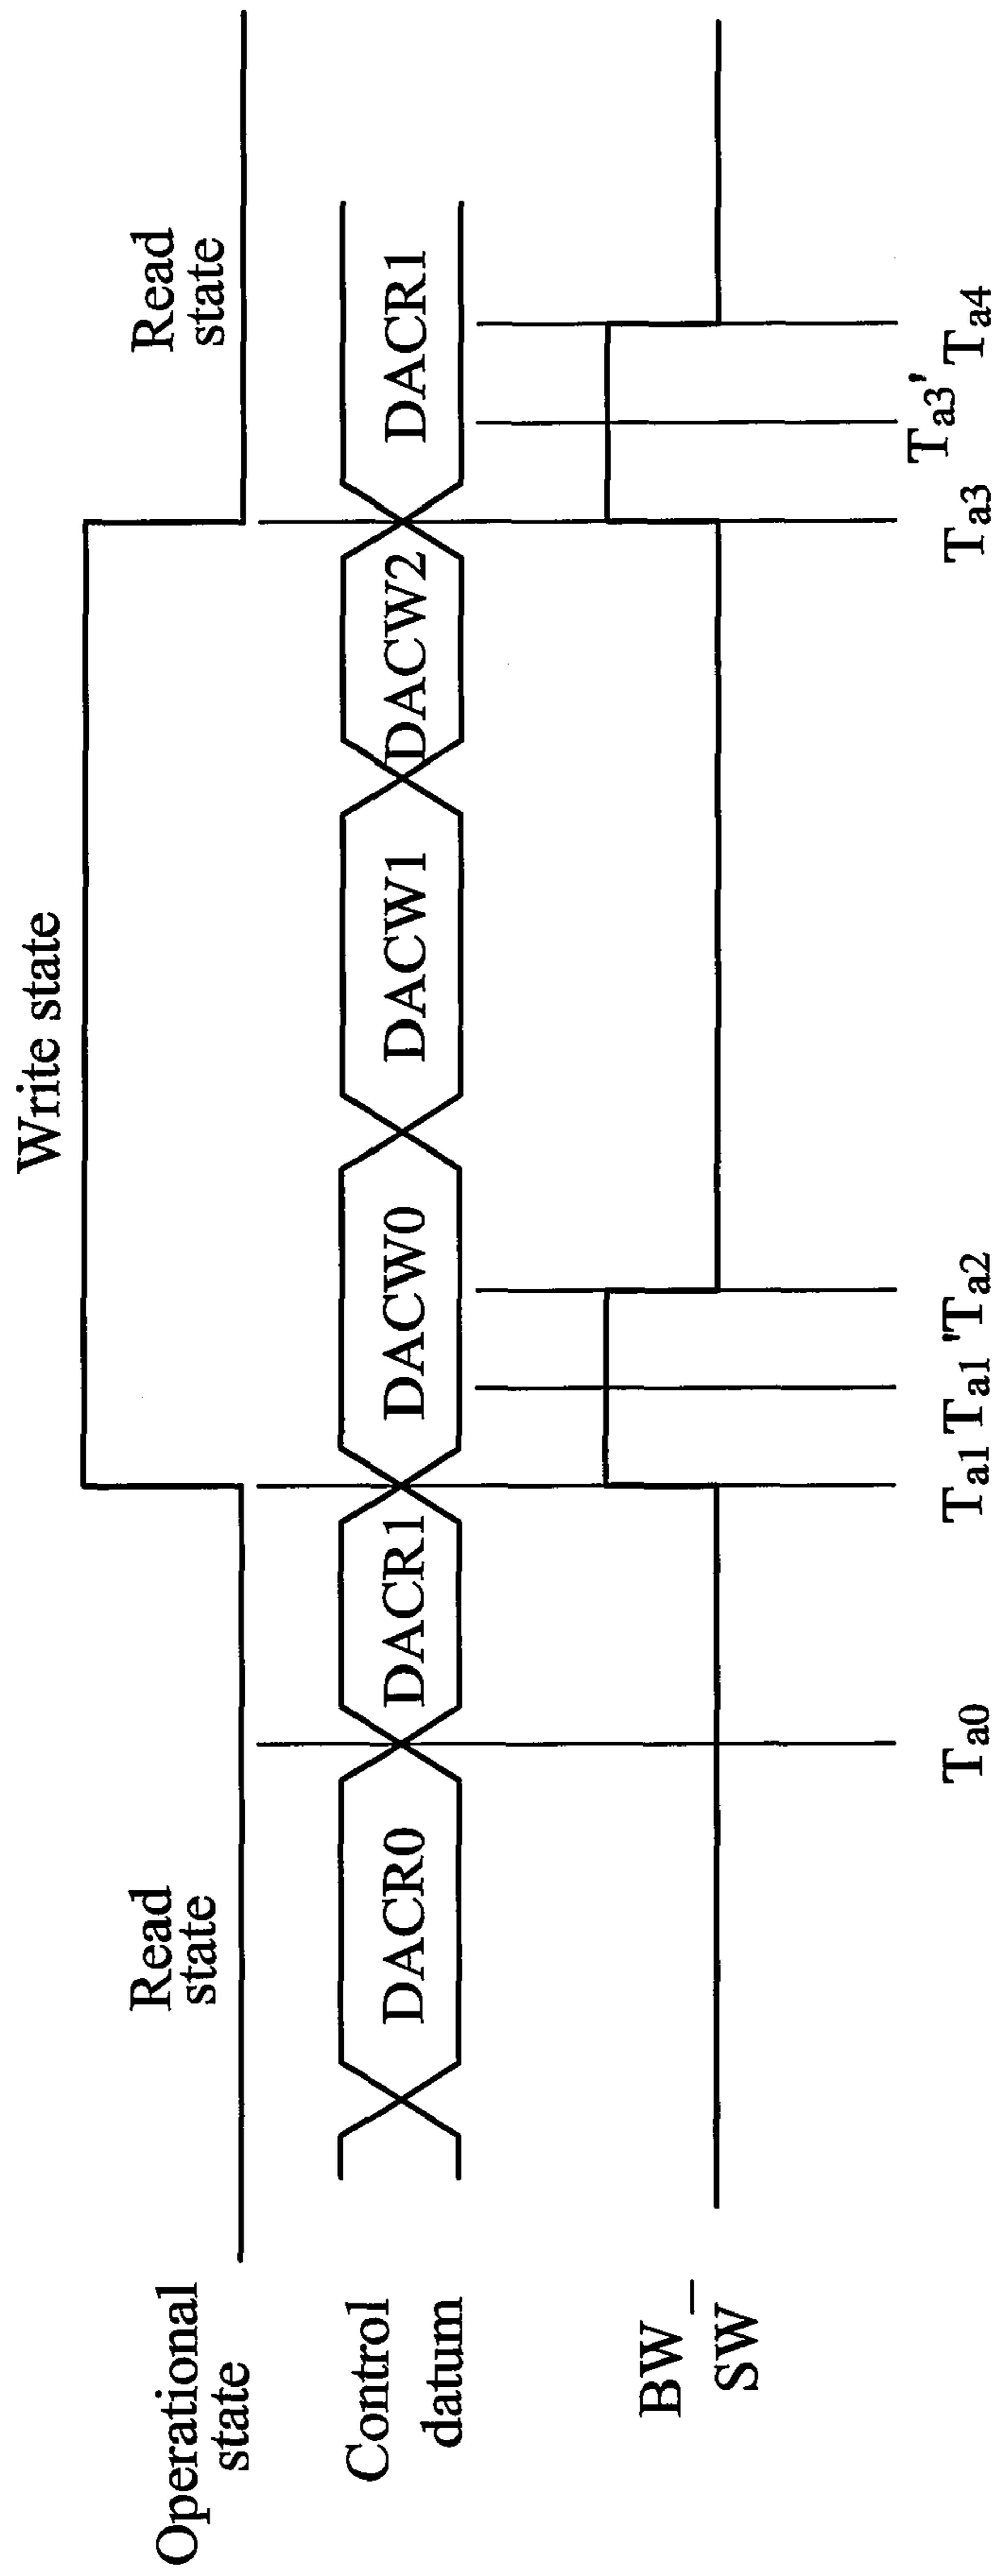 Write state
Read
state
Read
state
Operational
state
Control
datum
DACR0
DACR1
DACW0
DACW1
DACW2
DACR1
BW_
SW
Ta0
Ta1
Ta1'
Ta2
Ta3
Ta3'
Ta4